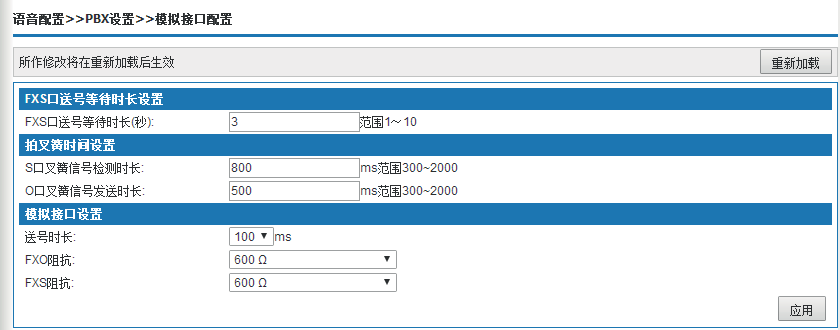 语音配置>>PBX设置>>模拟接口配置
所作修改将在重新加载后生效 重新加载
FXS口送号等待时长设置
FXS口送号等待时长(秒): 3 范围1～10
拍叉簧时间设置
S口叉簧信号检测时长: 800 ms范围300~2000
O口叉簧信号发送时长: 500 ms范围300~2000
模拟接口设置
送号时长: 100 ms
FXO阻抗: 600 Ω
FXS阻抗: 600 Ω
应用